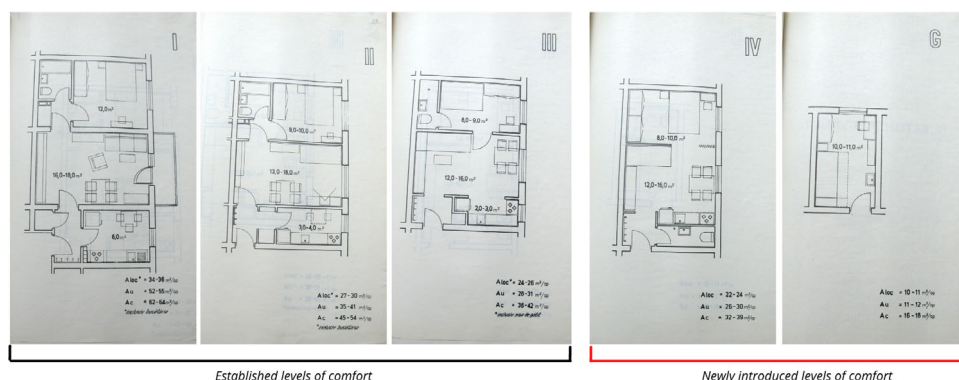 I
12,0 m²
16,0-18,0 m²
6,0 m²
A loc* = 34-36 m²/ap
Au = 52-55 m²/ap
Ac = 62-64 m²/ap
II
9,0-10,0 m²
13,0-18,0 m²
3,0-4,0 m²
A loc* = 27-30 m²/ap
Au = 35-41 m²/ap
Ac = 45-54 m²/ap
III
8,0-9,0 m²
12,0-16,0 m²
2,0-3,0 m²
A loc* = 24-26 m²/ap
Au = 28-31 m²/ap
Ac = 36-42 m²/ap
IV
8,0-10,0 m²
12,0-16,0 m²
A loc = 22-24 m²/ap
Au = 26-30 m²/ap
Ac = 32-39 m²/ap
G
10,0-11,0 m²
A loc = 10-11 m²/ap
Au = 11-12 m²/ap
Ac = 16-18 m²/ap
Established levels of comfort
Newly introduced levels of comfort